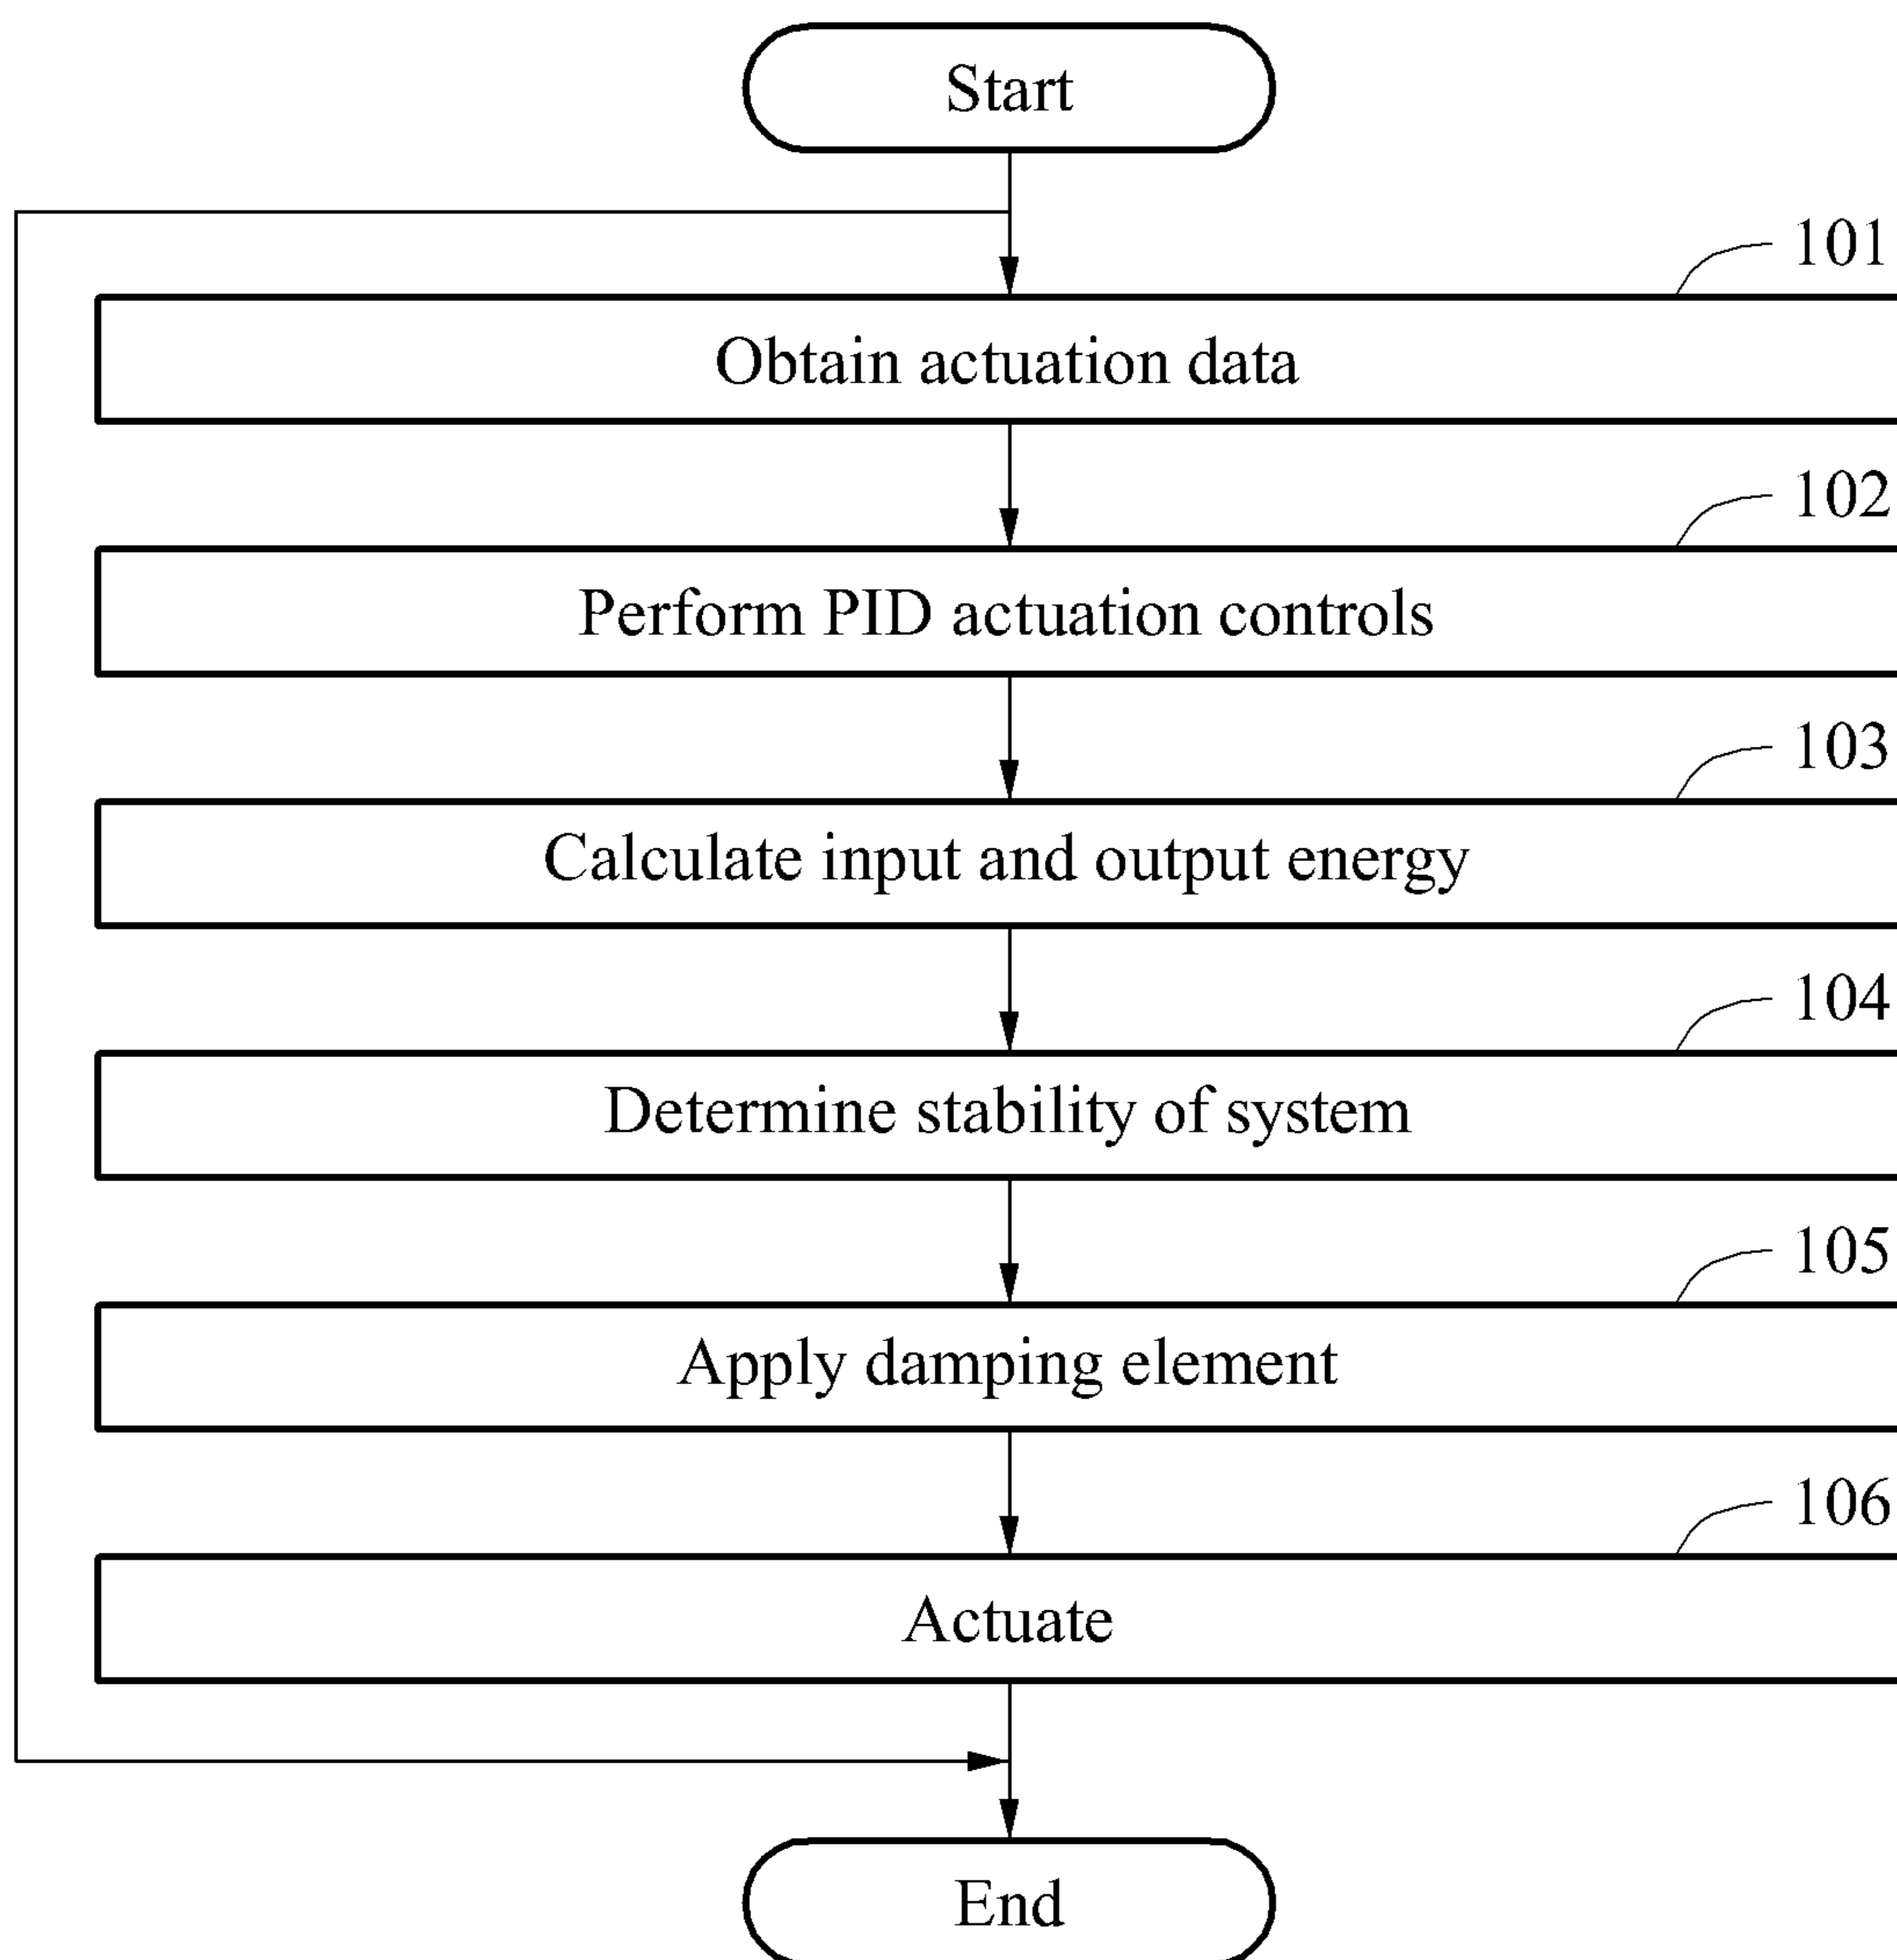 Start
101
Obtain actuation data
102
Perform PID actuation controls
103
Calculate input and output energy
104
Determine stability of system
105
Apply damping element
106
Actuate
End